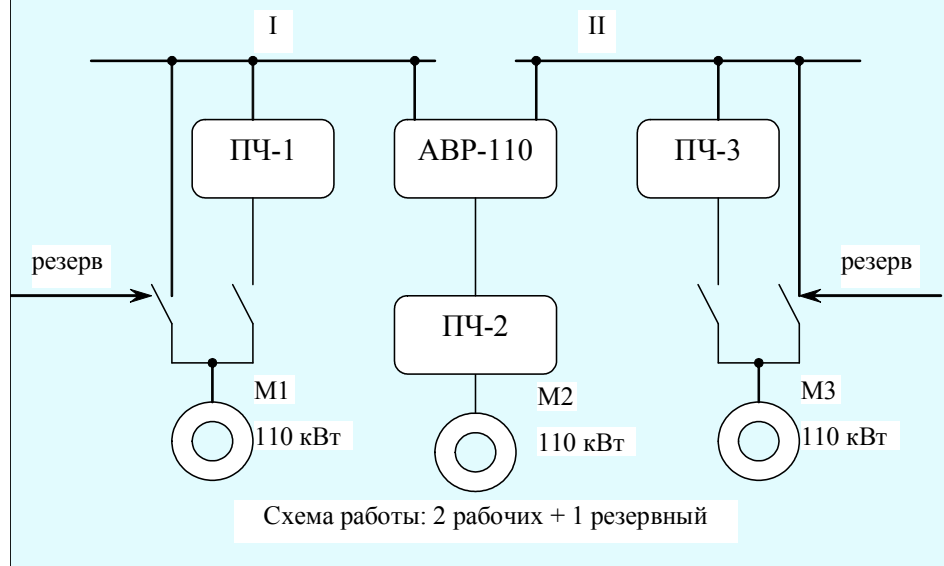 I
II
ПЧ-1
АВР-110
ПЧ-3
резерв
резерв
ПЧ-2
М1
М2
М3
110 кВт
110 кВт
110 кВт
Схема работы: 2 рабочих + 1 резервный